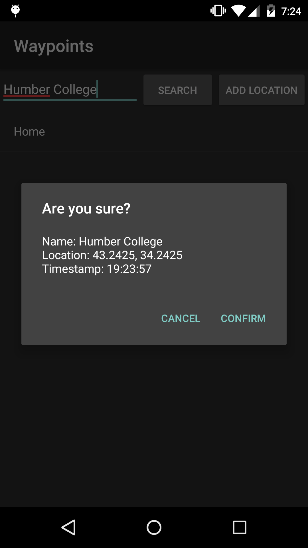 7:24
Waypoints
Humber College
SEARCH
ADD LOCATION
Home
Are you sure?
Name: Humber College
Location: 43.2425, 34.2425
Timestamp: 19:23:57
CANCEL
CONFIRM